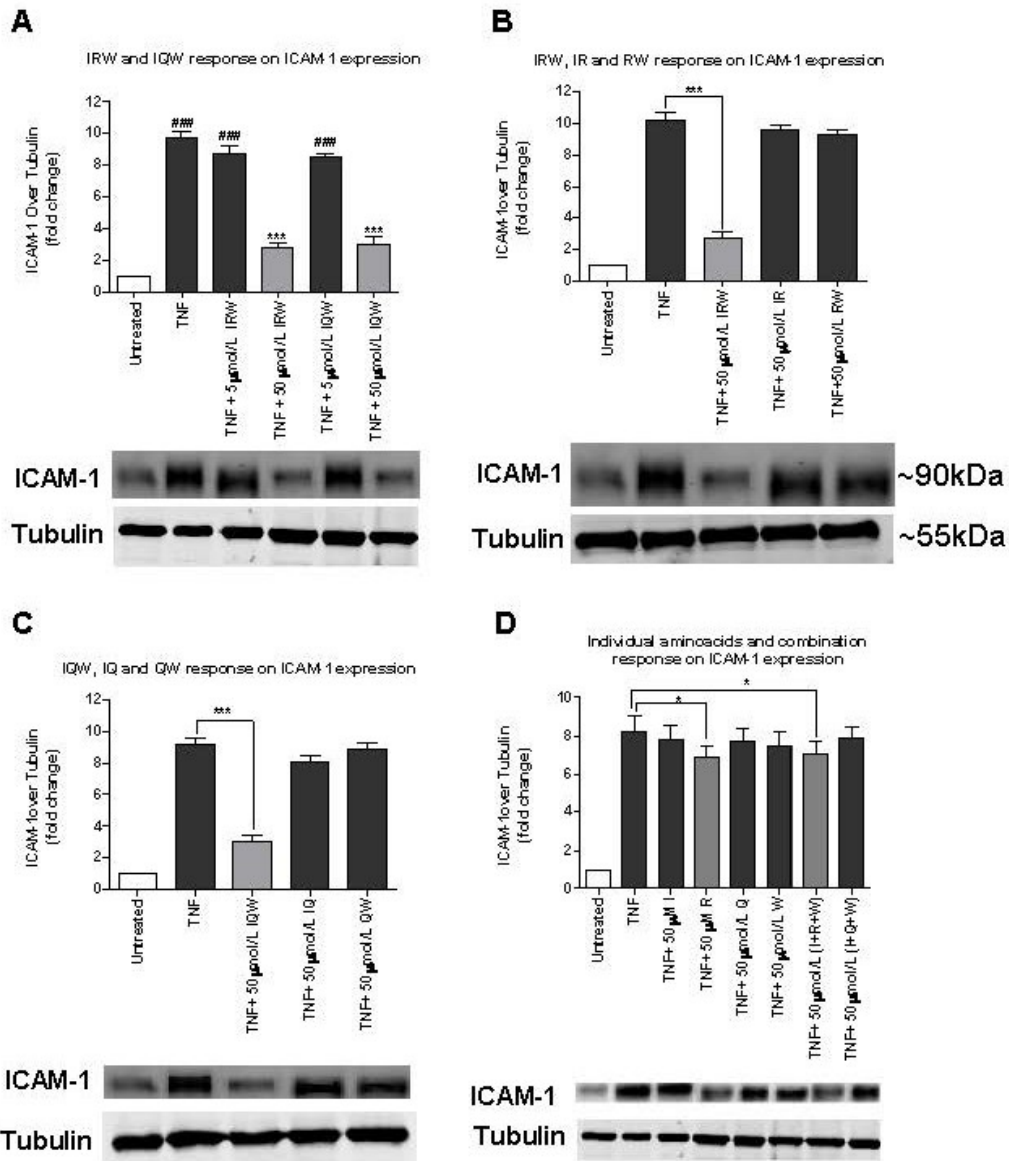 A
IRW and IQW response on ICAM-1 expression
ICAM-1 Over Tubulin
(fold change)
12
10
8
6
4
2
0
###
###
***
###
***
Untreated
TNF
TNF + 5 µmol/L IRW
TNF + 50 µmol/L IRW
TNF + 5 µmol/L IQW
TNF + 50 µmol/L IQW
ICAM-1
Tubulin
B
IRW, IR and RW response on ICAM-1 expression
ICAM-1over Tubulin
(fold change)
12
10
8
6
4
2
0
***
Untreated
TNF
TNF+ 50 µmol/L IRW
TNF+ 50 µmol/L IR
TNF+50 µmol/L RW
ICAM-1
~90kDa
Tubulin
~55kDa
C
IQW, IQ and QW response on ICAM-1 expression
ICAM-1over Tubulin
(fold change)
12
10
8
6
4
2
0
***
Untreated
TNF
TNF+ 50 µmol/L IQW
TNF+ 50 µmol/L IQ
TNF+ 50 µmol/L QW
ICAM-1
Tubulin
D
Individual aminoacids and combination
response on ICAM-1 expression
ICAM-1over Tubulin
(fold change)
10
8
6
4
2
0
*
*
Untreated
TNF
TNF+ 50 µM I
TNF+ 50 µM R
TNF+ 50 µmol/L Q
TNF+ 50 µmol/L W
TNF+ 50 µmol/L (I+R+W)
TNF+ 50 µmol/L (I+Q+W)
ICAM-1
Tubulin